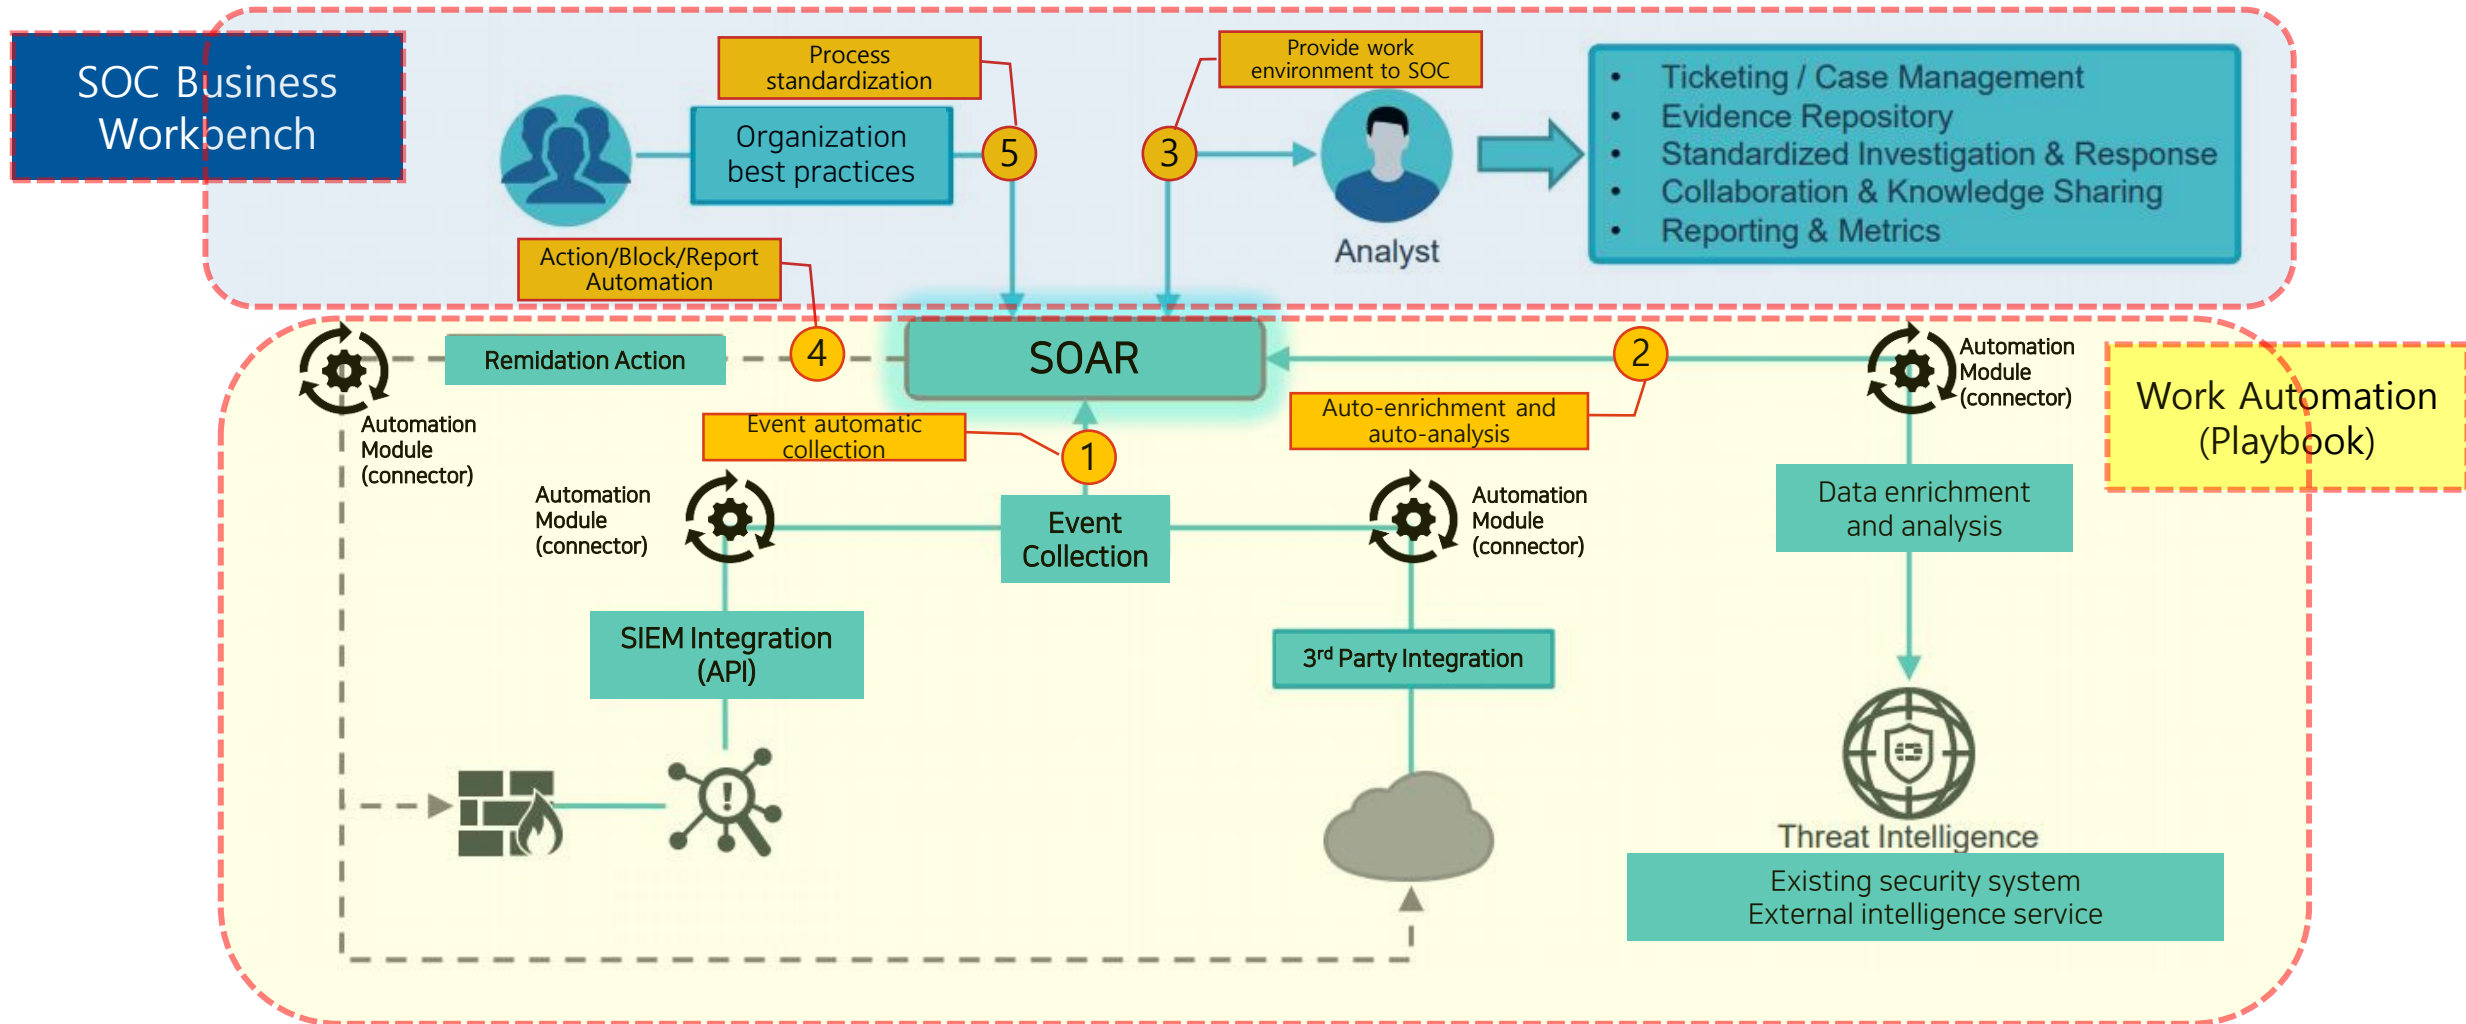 SOC Business
Workbench
Process
standardization
Provide work
environment to SOC
Organization
best practices
5
3
Analyst
• Ticketing / Case Management
• Evidence Repository
• Standardized Investigation & Response
• Collaboration & Knowledge Sharing
• Reporting & Metrics
Action/Block/Report
Automation
Remidation Action
4
SOAR
2
Automation
Module
(connector)
Work Automation
(Playbook)
Automation
Module
(connector)
Event automatic
collection
1
Auto-enrichment and
auto-analysis
Automation
Module
(connector)
Event
Collection
Automation
Module
(connector)
Data enrichment
and analysis
SIEM Integration
(API)
3rd Party Integration
!
Threat Intelligence
Existing security system
External intelligence service